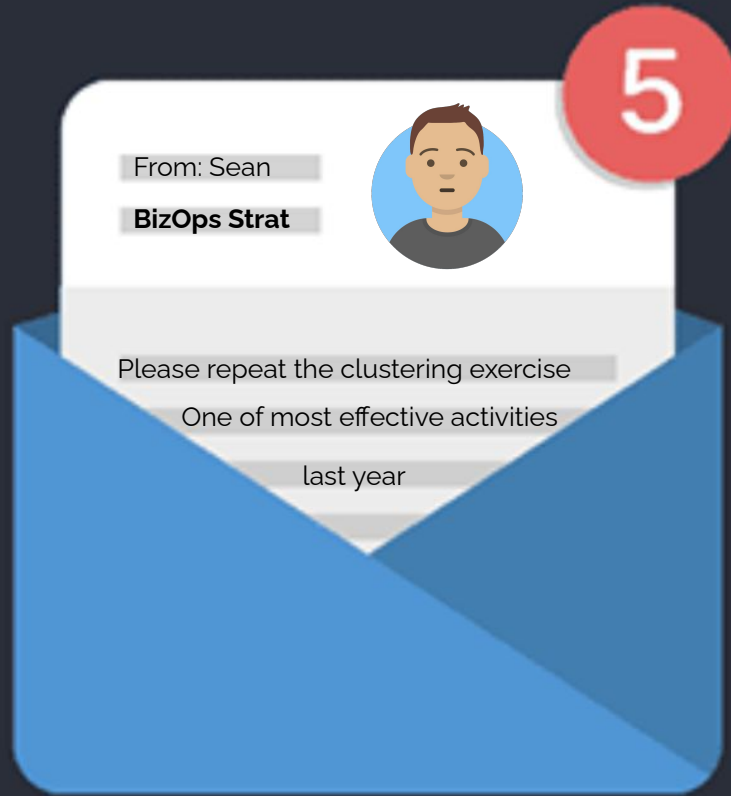 5
From: Sean
BizOps Strat
Please repeat the clustering exercise
One of most effective activities
last year